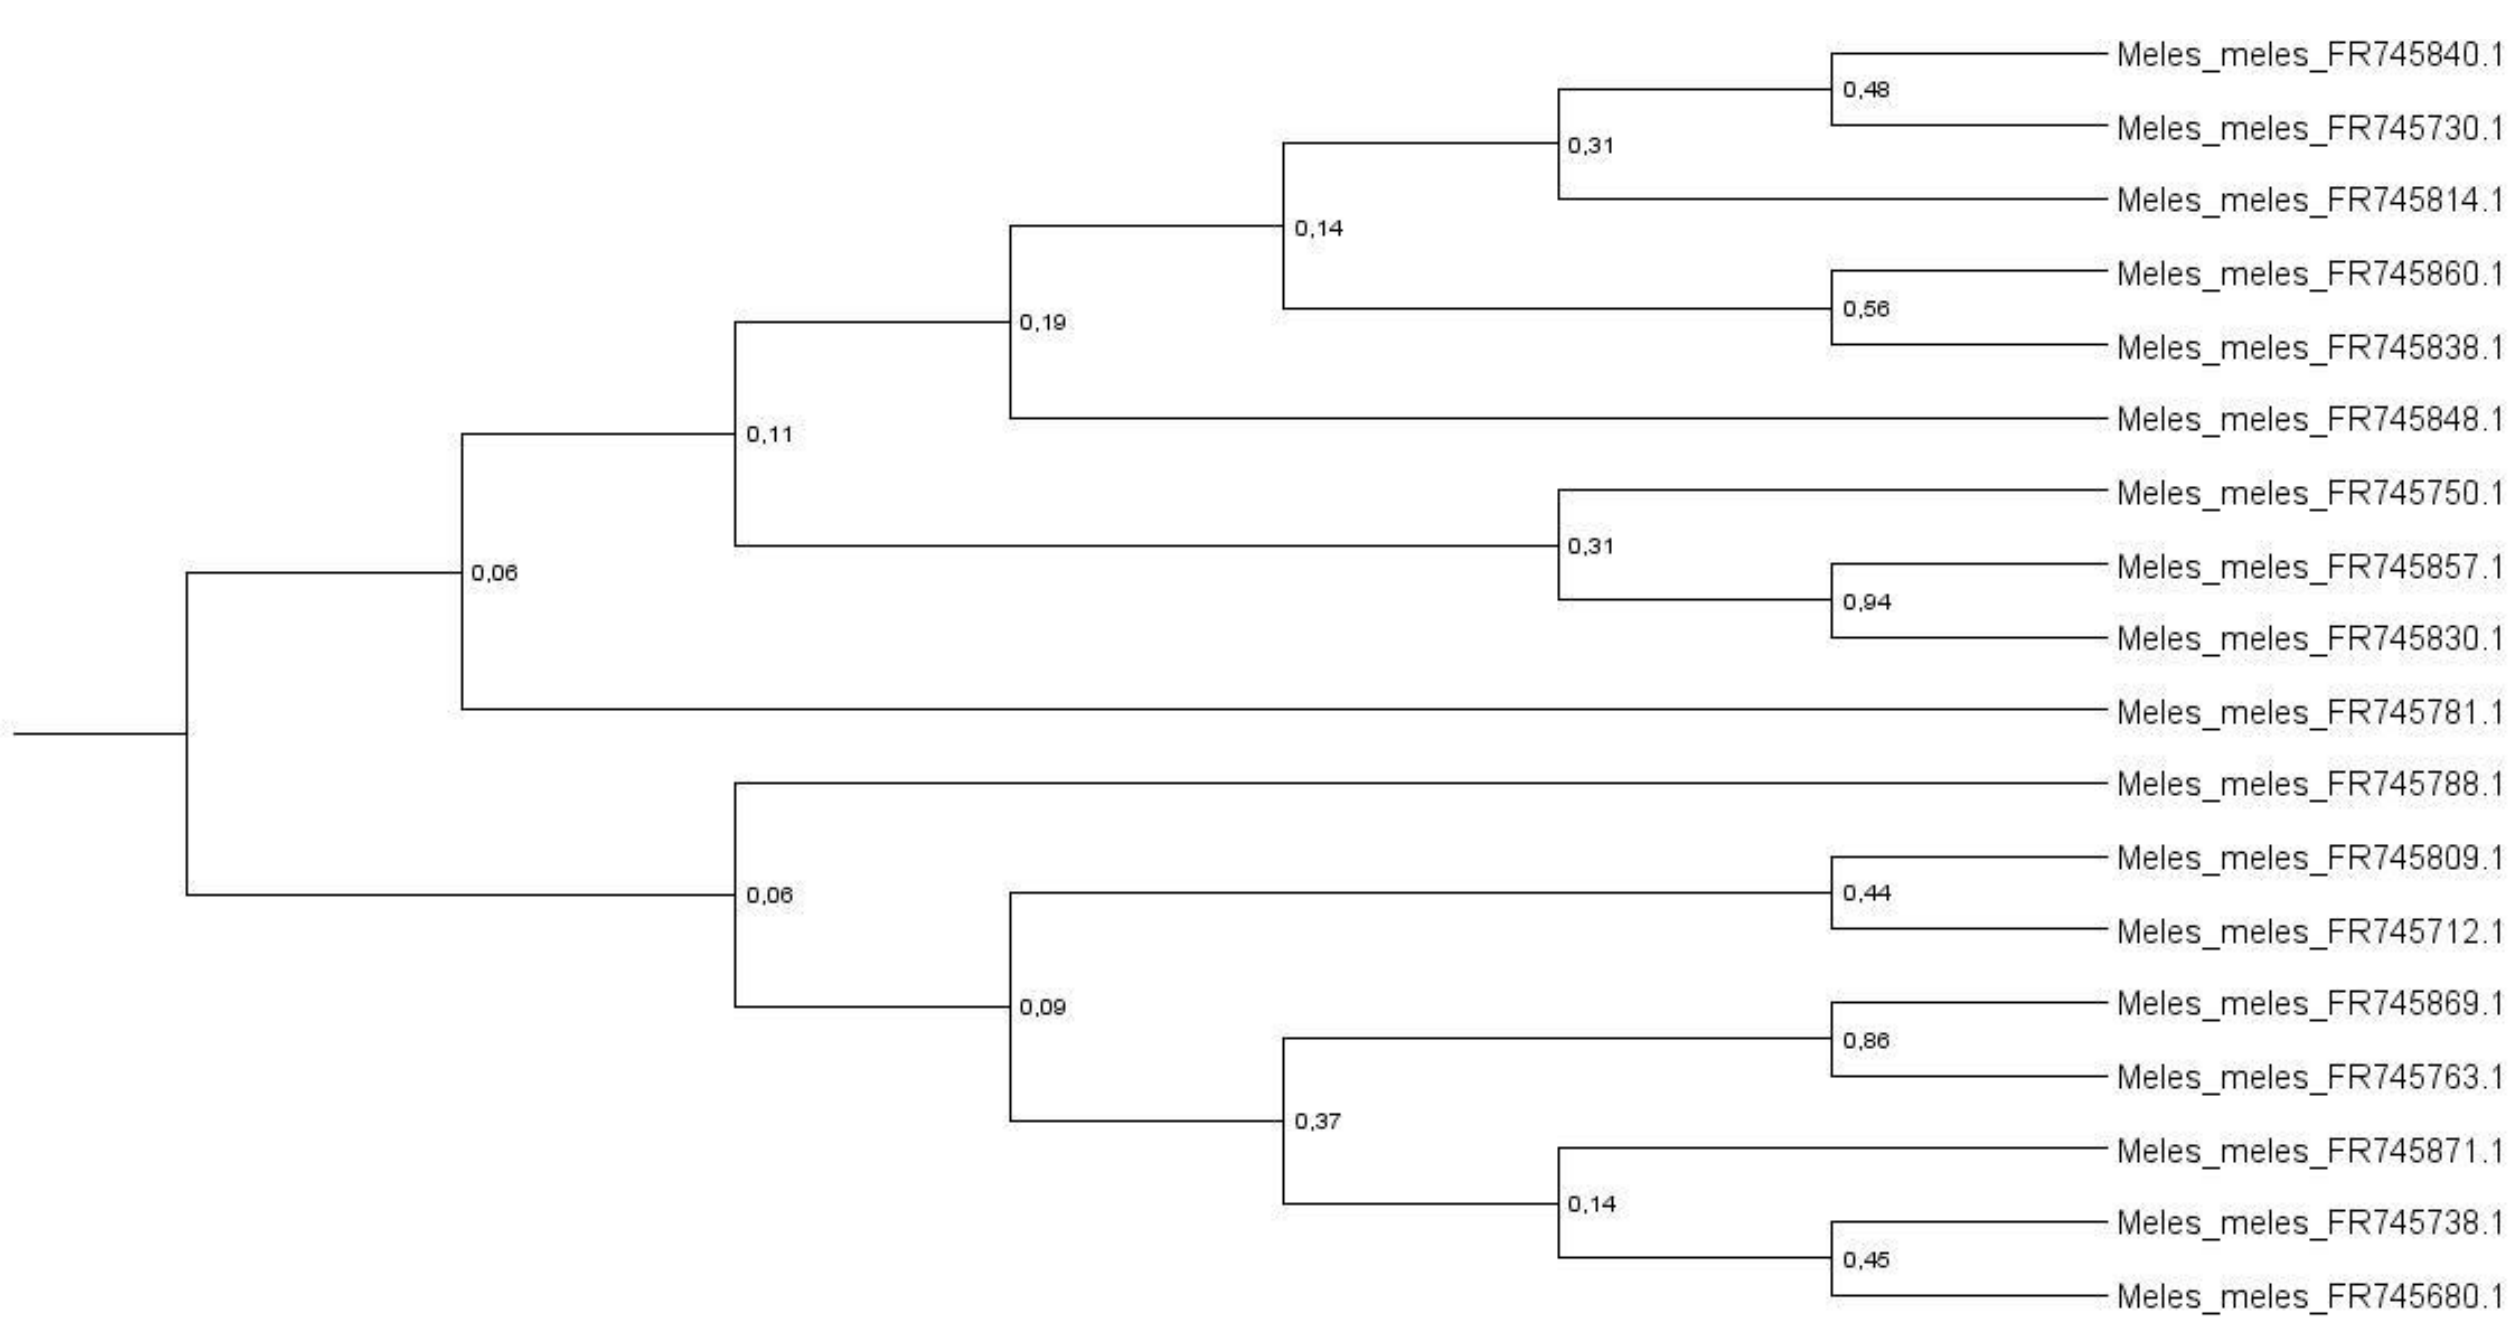 Meles_meles_FR745840.1
0,48
Meles_meles_FR745730.1
0,31
Meles_meles_FR745814.1
0,14
Meles_meles_FR745860.1
0,56
Meles_meles_FR745838.1
0,19
Meles_meles_FR745848.1
0,11
Meles_meles_FR745750.1
0,31
Meles_meles_FR745857.1
0,94
Meles_meles_FR745830.1
0,06
Meles_meles_FR745781.1
Meles_meles_FR745788.1
0,06
Meles_meles_FR745809.1
0,44
Meles_meles_FR745712.1
0,09
Meles_meles_FR745869.1
0,86
Meles_meles_FR745763.1
0,37
Meles_meles_FR745871.1
0,14
Meles_meles_FR745738.1
0,45
Meles_meles_FR745680.1